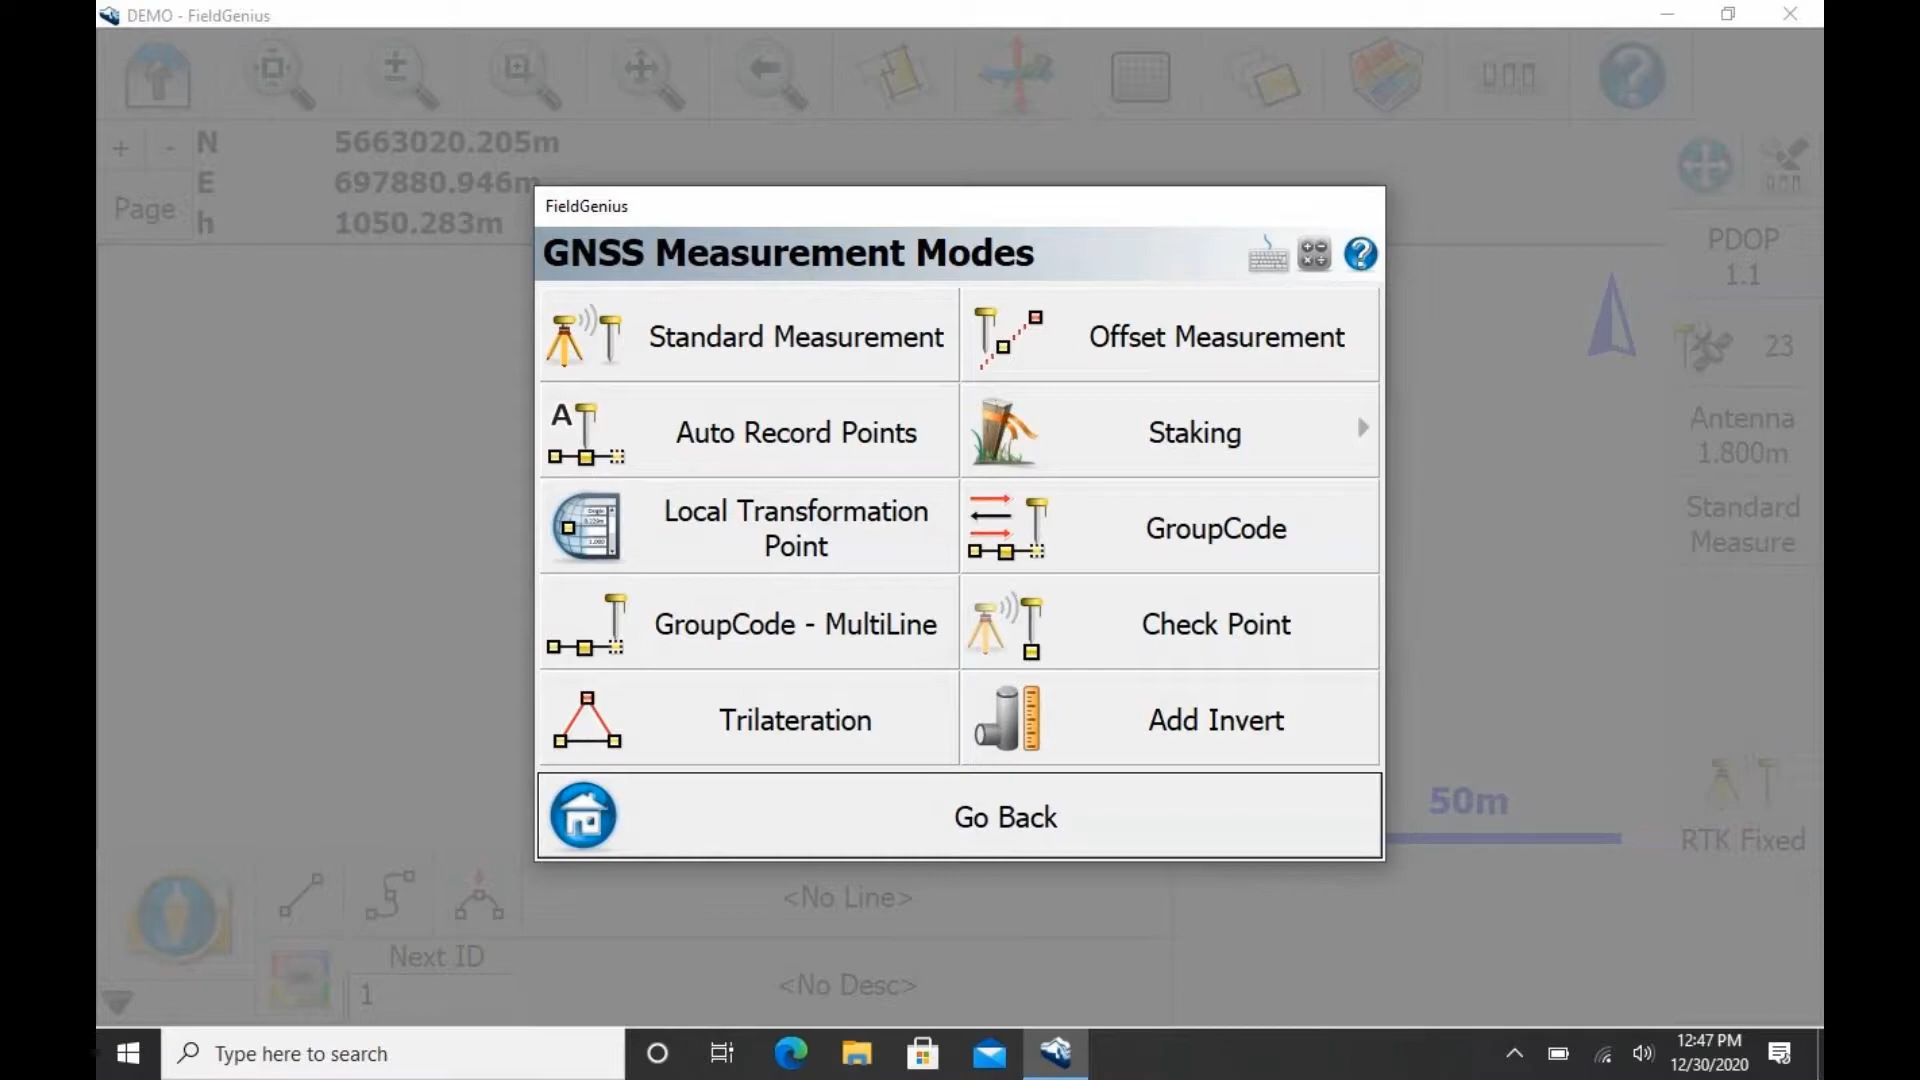 DEMO - FieldGenius
N 5663020.205m
+ -
E 697880.946m
Page
h 1050.283m
FieldGenius
GNSS Measurement Modes
Standard Measurement
Offset Measurement
A
Auto Record Points
Staking
Local Transformation
Point
GroupCode
GroupCode - MultiLine
Check Point
Trilateration
Add Invert
Go Back
PDOP
1.1
23
Antenna
1.800m
Standard
Measure
50m
RTK Fixed
<No Line>
Next ID
1
<No Desc>
Type here to search
12:47 PM
12/30/2020